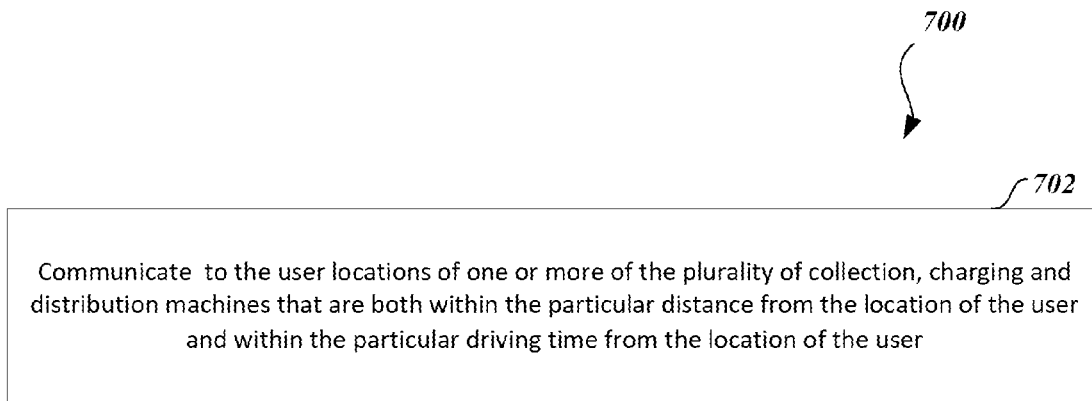 700
702
Communicate to the user locations of one or more of the plurality of collection, charging and
distribution machines that are both within the particular distance from the location of the user
and within the particular driving time from the location of the user